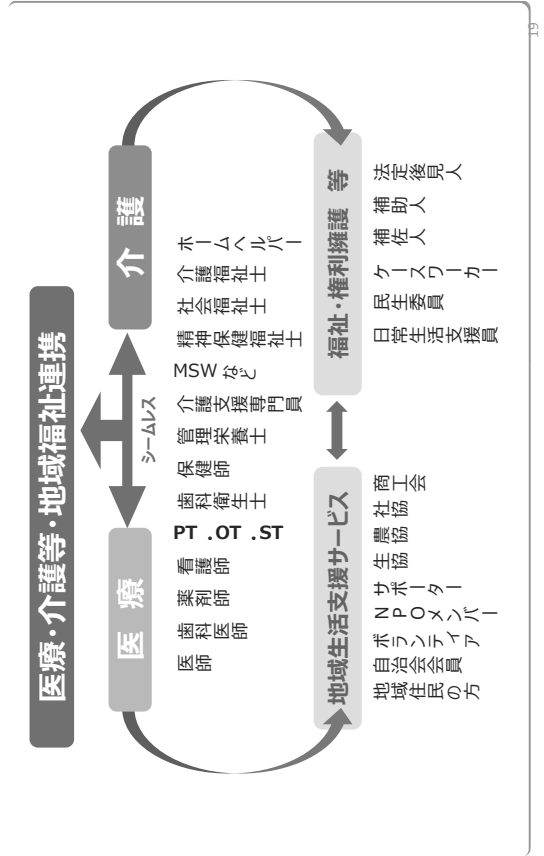 医療・介護等・地域福祉連携
医療
シームレス
介護
医師
歯科医師
薬剤師
看護師
PT .OT .ST
歯科衛生士
保健師
管理栄養士
介護支援専門員
MSW など
精神保健福祉士
社会福祉士
介護福祉士
ホームヘルパー
地域生活支援サービス
福祉・権利擁護 等
地域住民の方
自治会会員
ボランティア
NPOメンバー
サポーター
生協
農協
社協
商工会
日常生活支援員
民生委員
ケースワーカー
補佐人
補助人
法定後見人
19